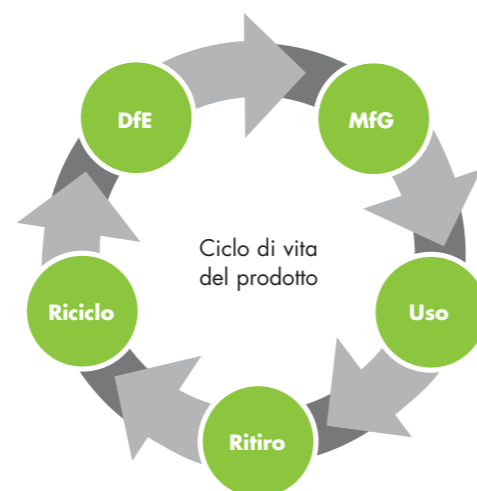 DfE
MfG
Ciclo di vita
del prodotto
Riciclo
Uso
Ritiro